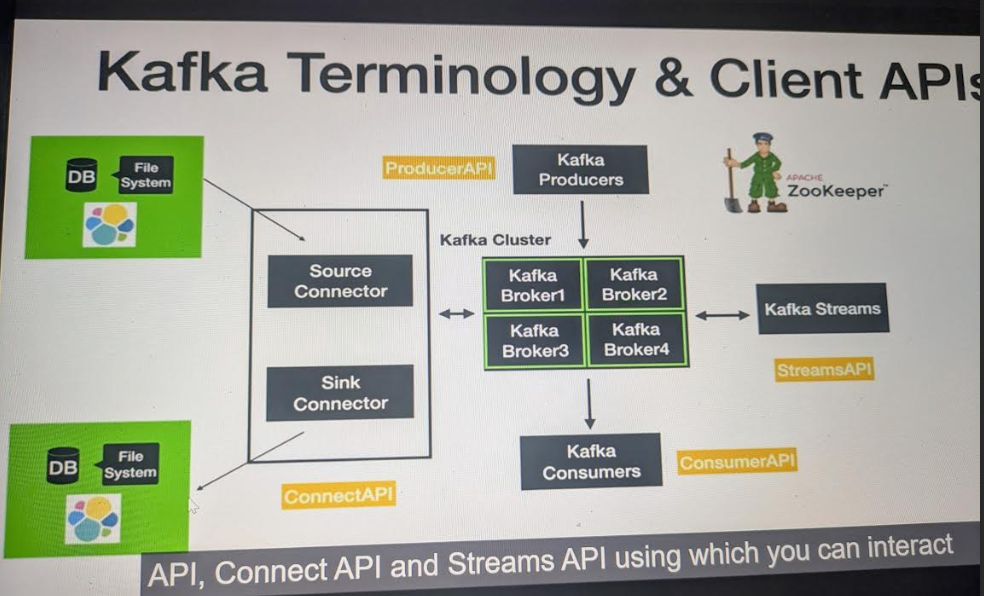 Kafka Terminology & Client APIs
DB
File
System
ProducerAPI
Kafka
Producers
APACHE
ZooKeeper™
Kafka Cluster
Source
Connector
Kafka
Broker1
Kafka
Broker2
Kafka
Broker3
Kafka
Broker4
Kafka Streams
StreamsAPI
Sink
Connector
Kafka
Consumers
ConsumerAPI
DB
File
System
ConnectAPI
API, Connect API and Streams API using which you can interact